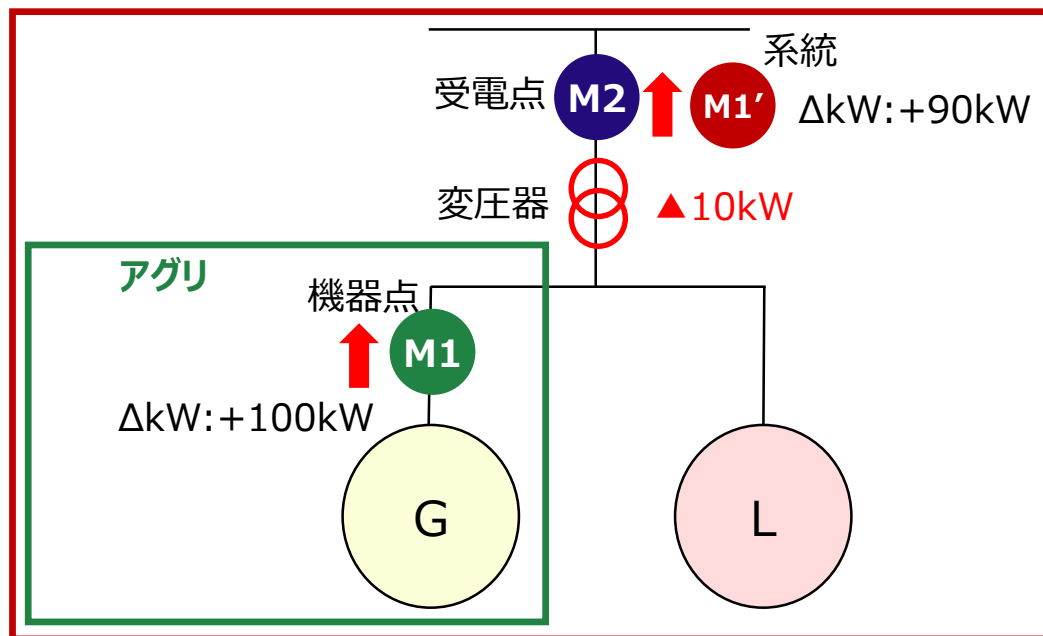 系統
受電点
M2
M1′
ΔkW:+90kW
変圧器
▲10kW
アグリ
機器点
M1
ΔkW:+100kW
G
L